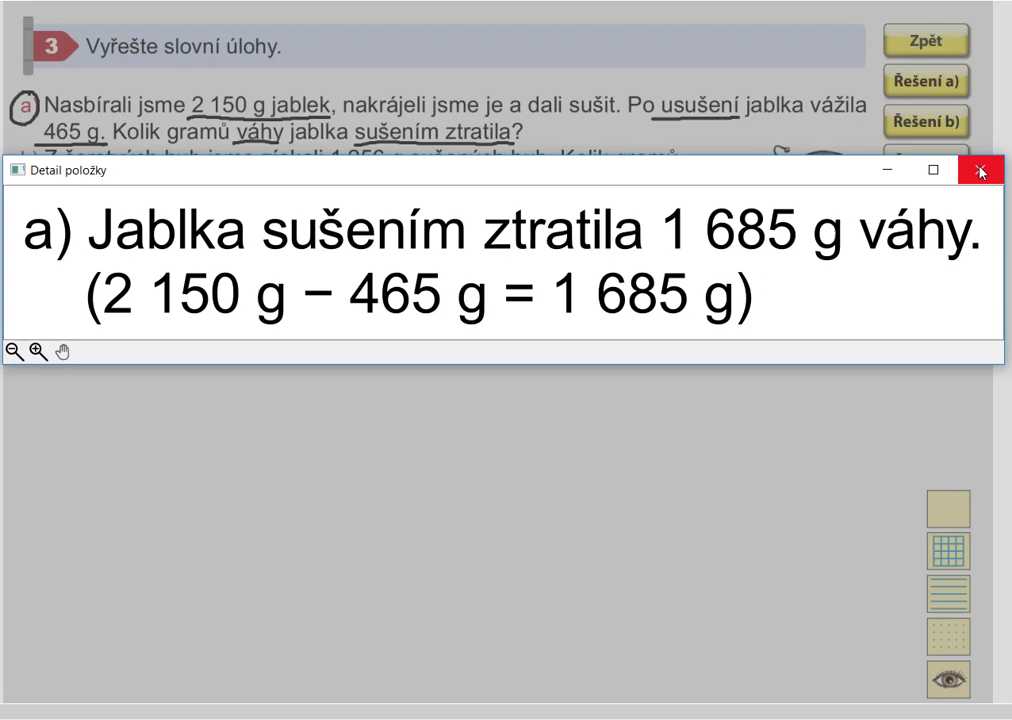 3 Vyřešte slovní úlohy.
Zpět
Řešení a)
Řešení b)
a) Nasbírali jsme 2 150 g jablek, nakrájeli jsme je a dali sušit. Po usušení jablka vážila
465 g. Kolik gramů váhy jablka sušením ztratila?
Detail položky
a) Jablka sušením ztratila 1 685 g váhy.
(2 150 g − 465 g = 1 685 g)